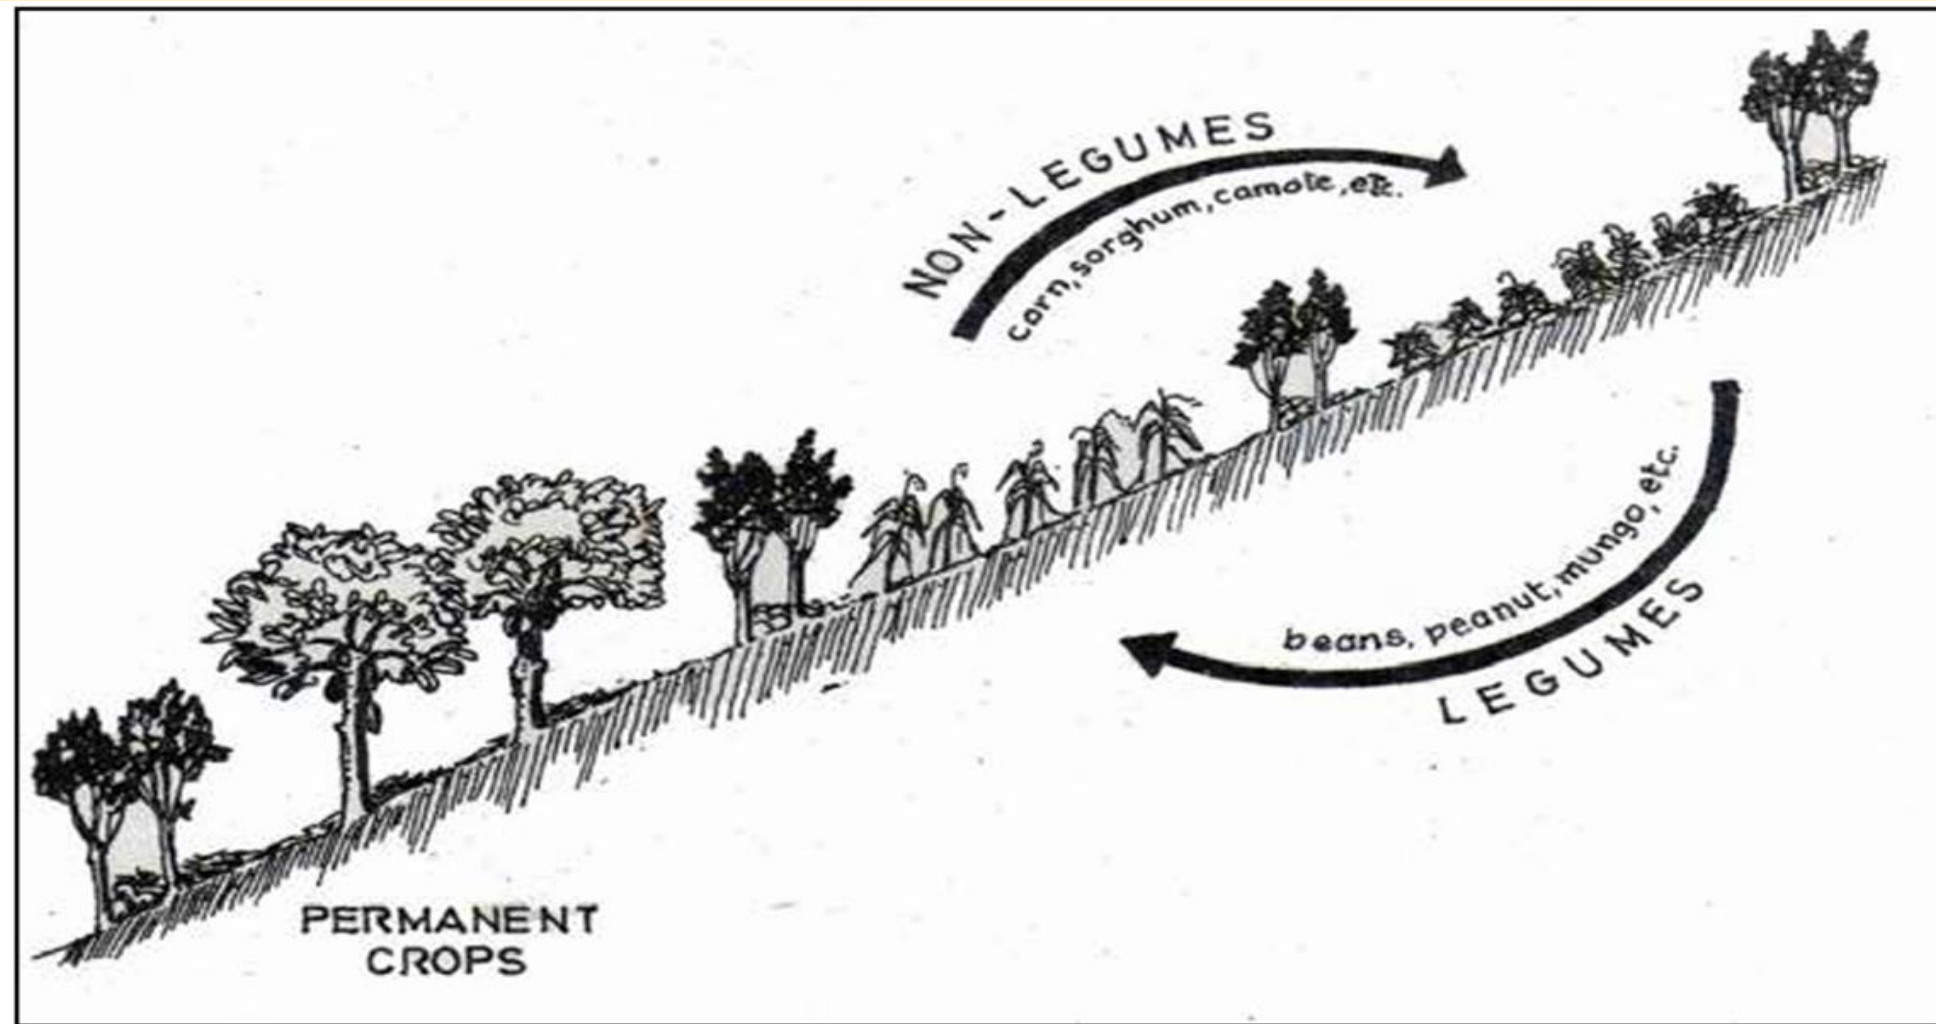 NON-LEGUMES
corn, sorghum, camote, etc.
beans, peanut, mungo, etc.
LEGUMES
PERMANENT
CROPS